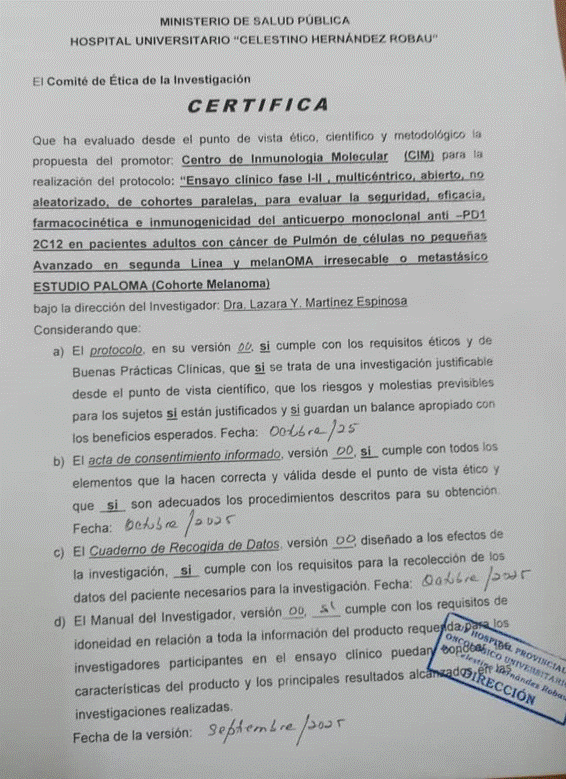 MINISTERIO DE SALUD PÚBLICA
HOSPITAL UNIVERSITARIO "CELESTINO HERNÁNDEZ ROBAU"
El Comité de Ética de la Investigación
CERTIFICA
Que ha evaluado desde el punto de vista ético, científico y metodológico la
propuesta del promotor: Centro de Inmunología Molecular (CIM) para la
realización del protocolo: "Ensayo clinico fase I-II , multicéntrico, abierto, no
aleatorizado, de cohortes paralelas, para evaluar la seguridad, eficacia,
farmacocinética e inmunogenicidad del anticuerpo monoclonal anti –PD1
2C12 en pacientes adultos con cáncer de Pulmón de células no pequeñas
Avanzado en segunda Linea y melanOMA irresecable o metastásico
ESTUDIO PALOMA (Cohorte Melanoma)
bajo la dirección del Investigador: Dra. Lazara Y. Martínez Espinosa
Considerando que:
a) El protocolo, en su versión 00, si cumple con los requisitos éticos y de
Buenas Prácticas Clínicas, que si se trata de una investigación justificable
desde el punto de vista científico, que los riesgos y molestias previsibles
para los sujetos si están justificados y si guardan un balance apropiado con
los beneficios esperados. Fecha: Octubre/25
b) El acta de consentimiento informado, versión 00, si cumple con todos los
elementos que la hacen correcta y válida desde el punto de vista ético y
que si son adecuados los procedimientos descritos para su obtención.
Fecha: Octubre/2025
c) El Cuaderno de Recogida de Datos, versión 00, diseñado a los efectos de
la investigación, si cumple con requisitos para la recolección de los
datos del paciente necesarios para la investigación. Fecha: Octubre/2025
d) El Manual del Investigador, versión 00, si cumple con los requisitos de
idoneidad en relación a toda la información del producto requerida para los
investigadores participantes en el ensayo clínico puedan conocer las
características del producto y los principales resultados alcanzados en las
investigaciones realizadas.
Fecha de la versión: Septiembre/2025
HOSPITAL PROVINCIAL
ONCOLÓGICO UNIVERSITARIO
Celestino Hernández Robau
DIRECCIÓN